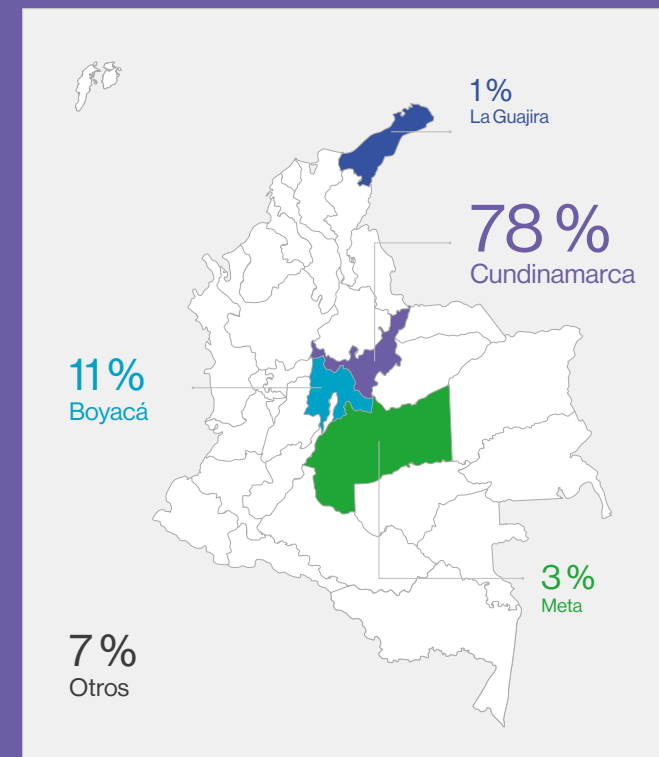 1%
La Guajira
78 %
Cundinamarca
11 %
Boyacá
3 %
Meta
7 %
Otros